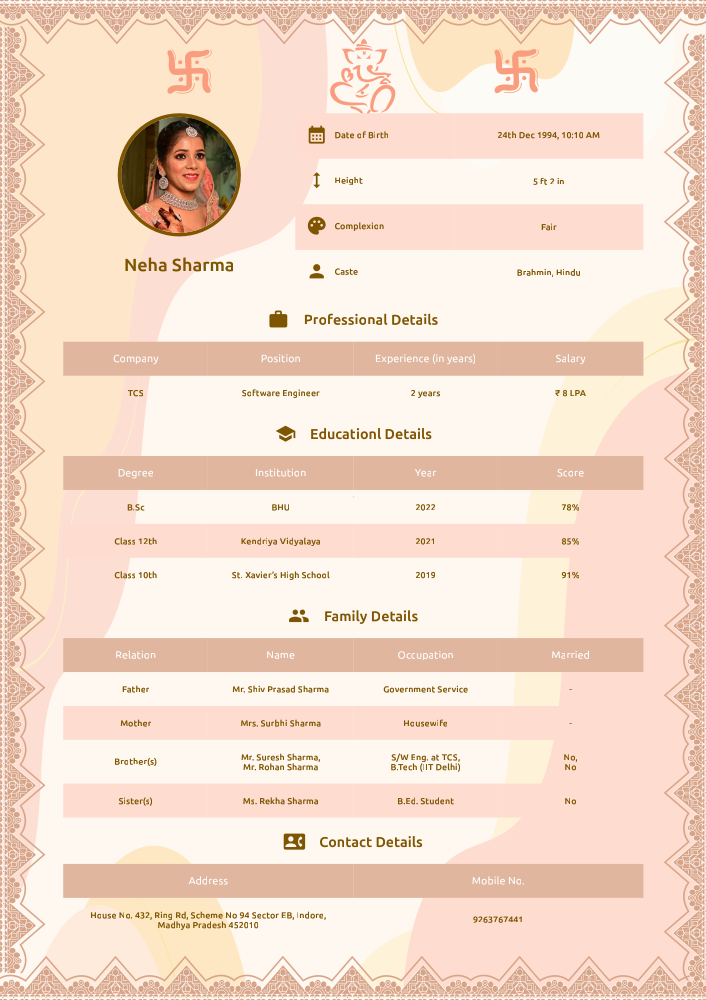 Date of Birth 24th Dec 1994, 10:10 AM
Height 5 ft 2 in
Complexion Fair
Caste Brahmin, Hindu
Neha Sharma
Professional Details
Company Position Experience (in years) Salary
TCS Software Engineer 2 years ₹ 8 LPA
Educationl Details
Degree Institution Year Score
B.Sc BHU 2022 78%
Class 12th Kendriya Vidyalaya 2021 85%
Class 10th St. Xavier's High School 2019 91%
Family Details
Relation Name Occupation Married
Father Mr. Shiv Prasad Sharma Government Service -
Mother Mrs. Surbhi Sharma Housewife -
Brother(s) Mr. Suresh Sharma, S/W Eng. at TCS, No,
Mr. Rohan Sharma B.Tech (IIT Delhi) No
Sister(s) Ms. Rekha Sharma B.Ed. Student No
Contact Details
Address Mobile No.
House No. 432, Ring Rd, Scheme No 94 Sector EB, Indore, 9263767441
Madhya Pradesh 452010